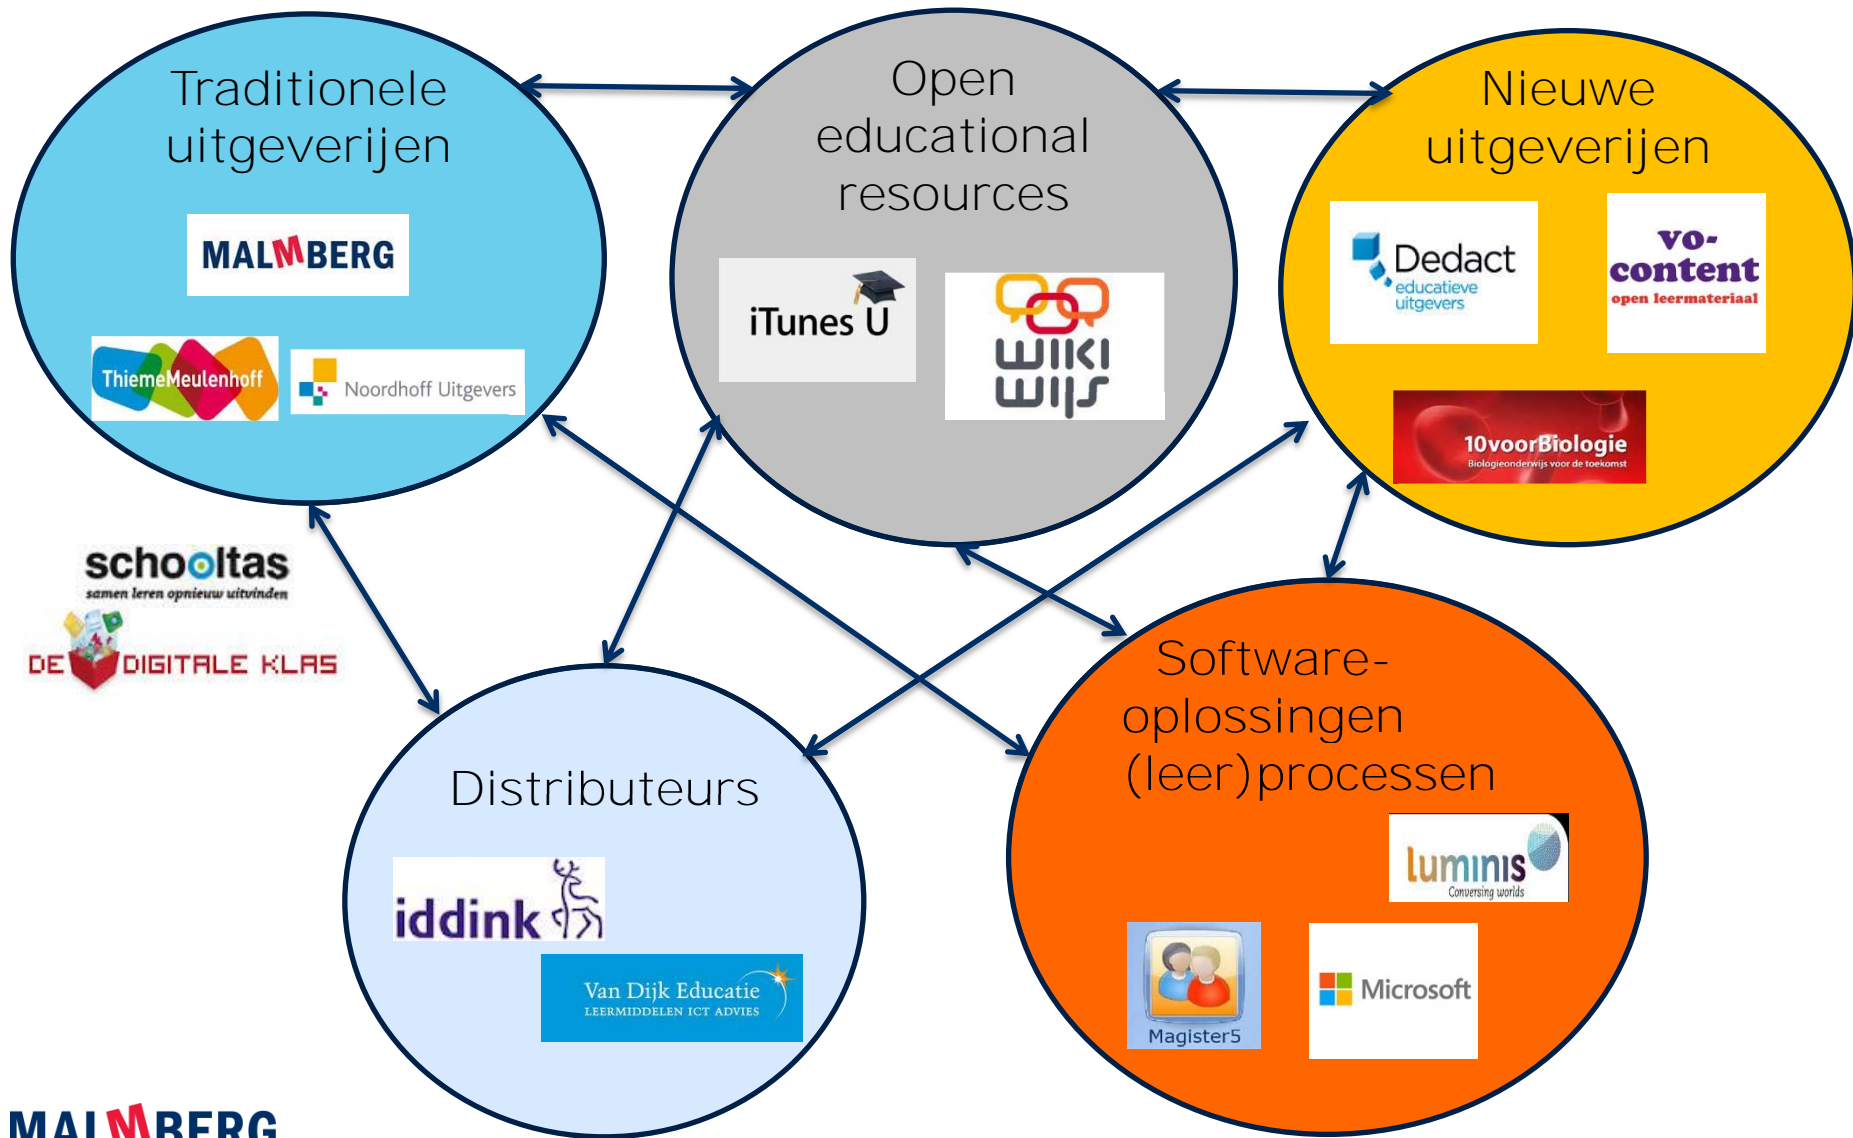 Traditionele
uitgeverijen
MALMBERG
ThiemeMeulenhoff
Noordhoff Uitgevers
Open
educational
resources
iTunes U
WIKI
WIJS
Nieuwe
uitgeverijen
Dedact
educatieve
uitgevers
vo-
content
open leermateriaal
10voorBiologie
Biologieonderwijs voor de toekomst
schooltas
samen leren opnieuw uitvinden
DE DIGITALE KLAS
Distributeurs
iddink
Van Dijk Educatie
LEERMIDDELEN ICT ADVIES
Software-
oplossingen
(leer)processen
luminis
Conversing worlds
Magister5
Microsoft
MALMBERG